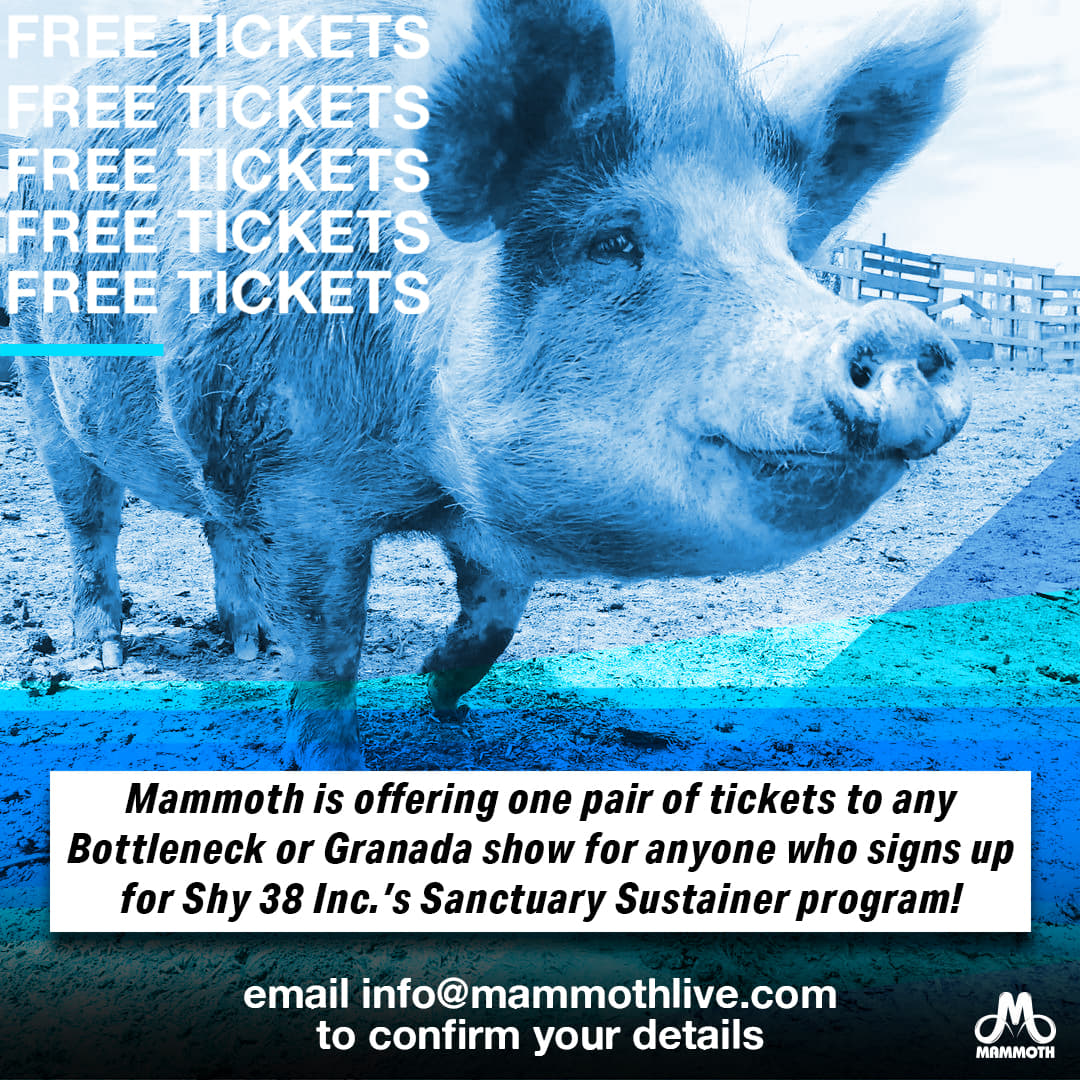 FREE TICKETS
FREE TICKETS
FREE TICKETS
FREE TICKETS
FREE TICKETS
Mammoth is offering one pair of tickets to any
Bottleneck or Granada show for anyone who signs up
for Shy 38 Inc.'s Sanctuary Sustainer program!
email info@mammothlive.com
to confirm your details
M
MAMMOTH